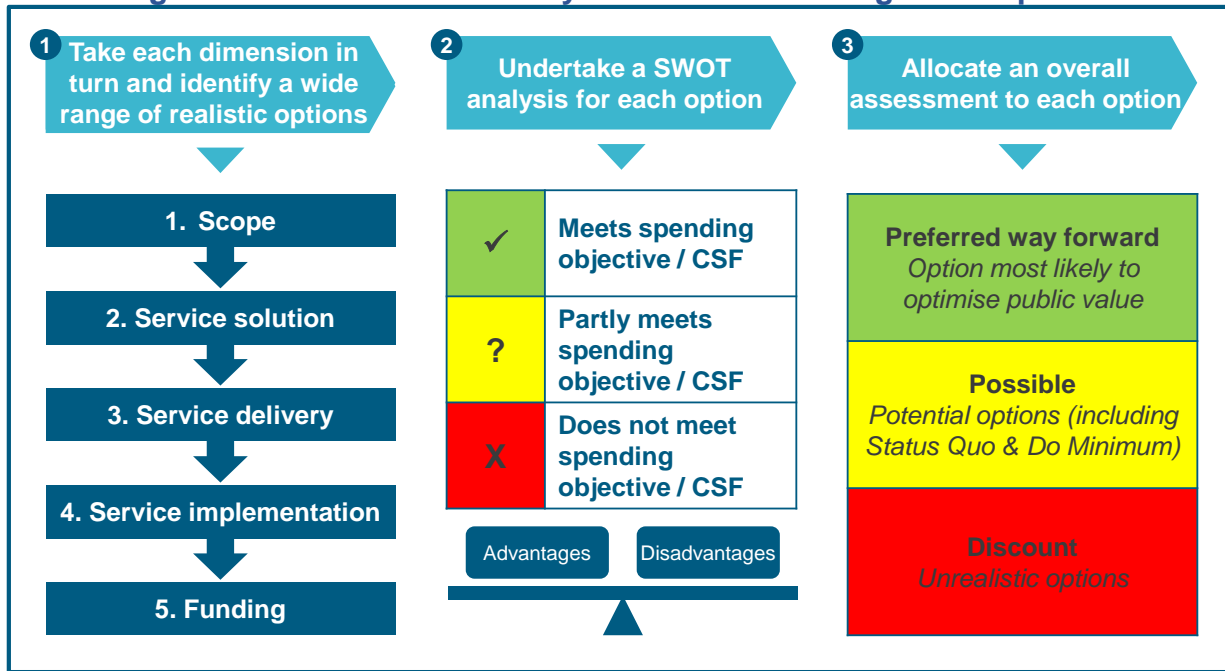 1
Take each dimension in
turn and identify a wide
range of realistic options
1. Scope
2. Service solution
3. Service delivery
4. Service implementation
5. Funding
2
Undertake a SWOT
analysis for each option
✓
Meets spending
objective / CSF
?
Partly meets
spending
objective / CSF
X
Does not meet
spending
objective / CSF
Advantages
Disadvantages
3
Allocate an overall
assessment to each option
Preferred way forward
Option most likely to
optimise public value
Possible
Potential options (including
Status Quo & Do Minimum)
Discount
Unrealistic options